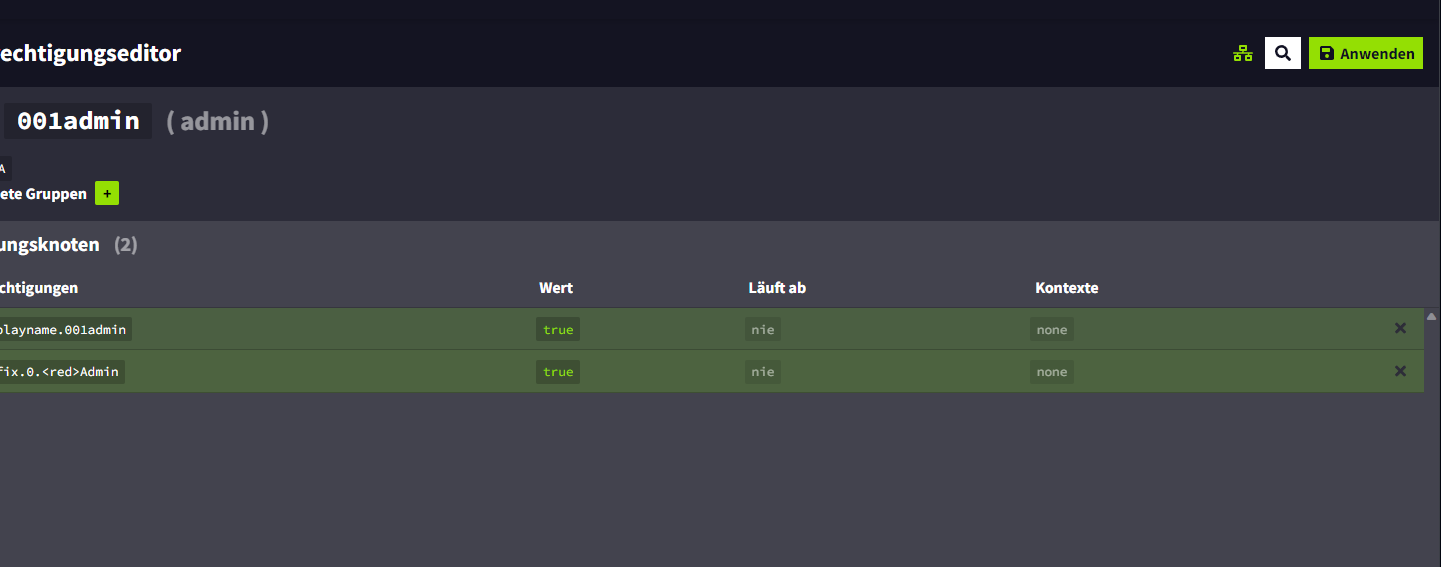 echtigungseditor
Anwenden
001admin ( admin )
A
ete Gruppen +
ungsknoten (2)
chtigungen Wert Läuft ab Kontexte
playname.001admin true nie none
fix.0.<red>Admin true nie none